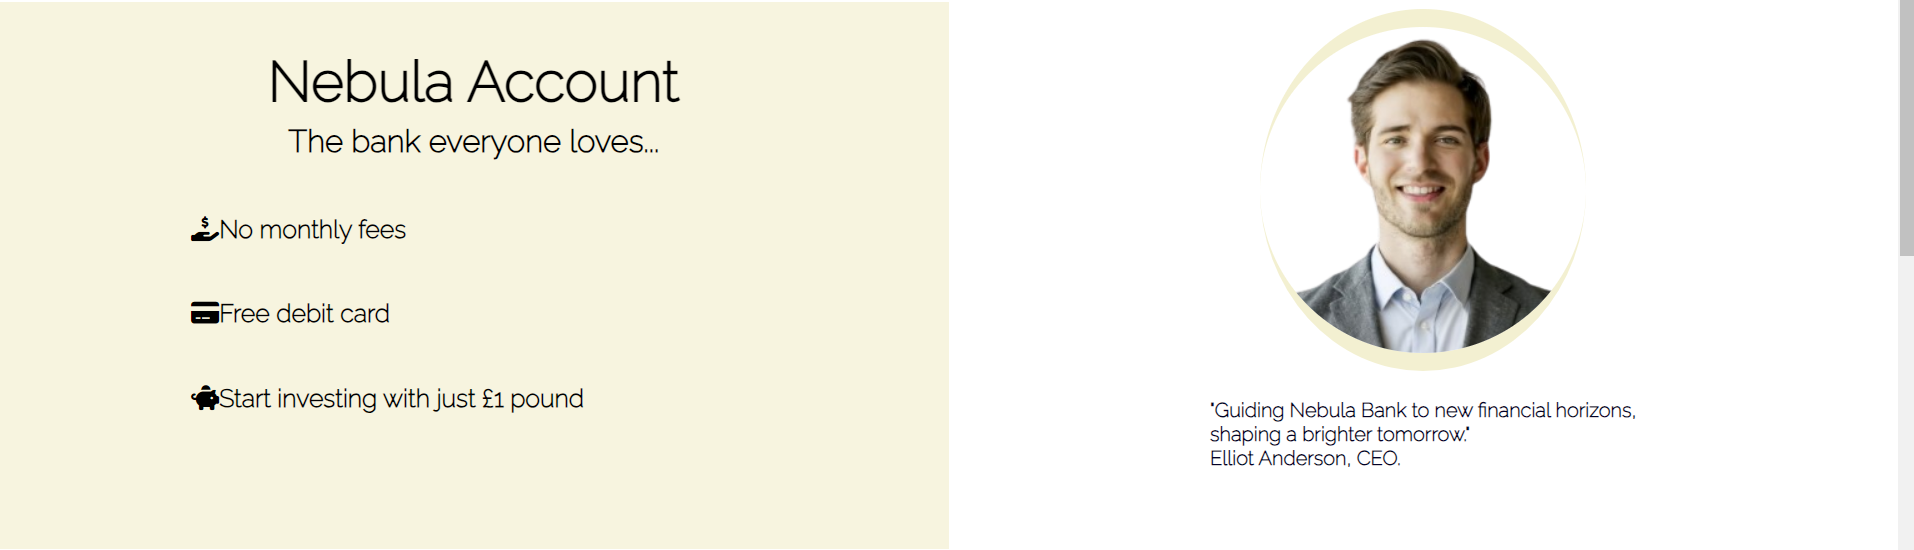 Nebula Account
The bank everyone loves...
No monthly fees
Free debit card
Start investing with just £1 pound
"Guiding Nebula Bank to new financial horizons,
shaping a brighter tomorrow."
Elliot Anderson, CEO.